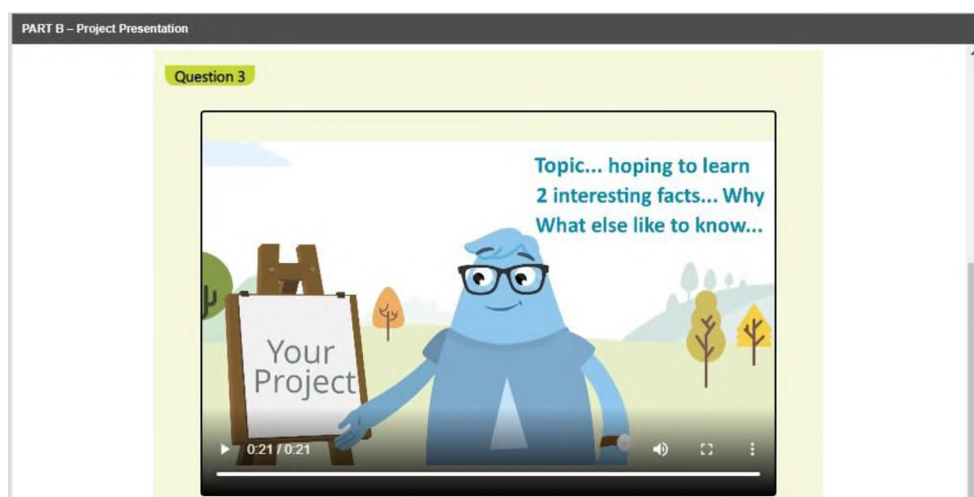 PART B – Project Presentation
Question 3
Topic... hoping to learn
2 interesting facts... Why
What else like to know...
Your
Project
0:21 / 0:21